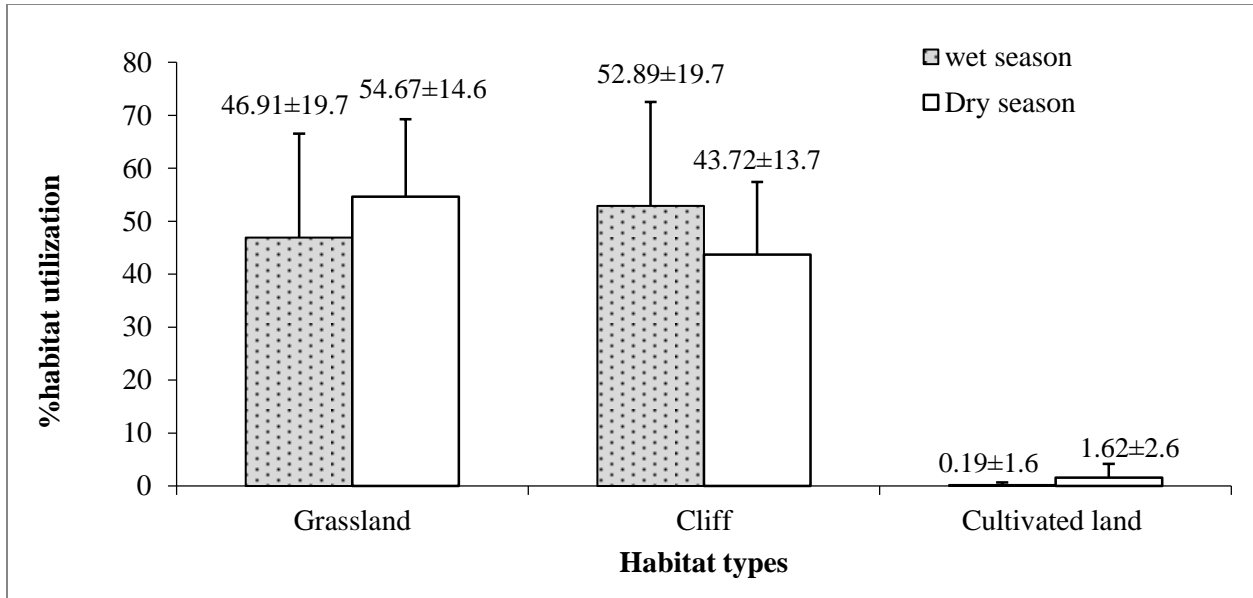 %habitat utilization
80
70
60
50
40
30
20
10
0
46.91±19.7
54.67±14.6
52.89±19.7
43.72±13.7
0.19±1.6
1.62±2.6
wet season
Dry season
Grassland
Cliff
Cultivated land
Habitat types